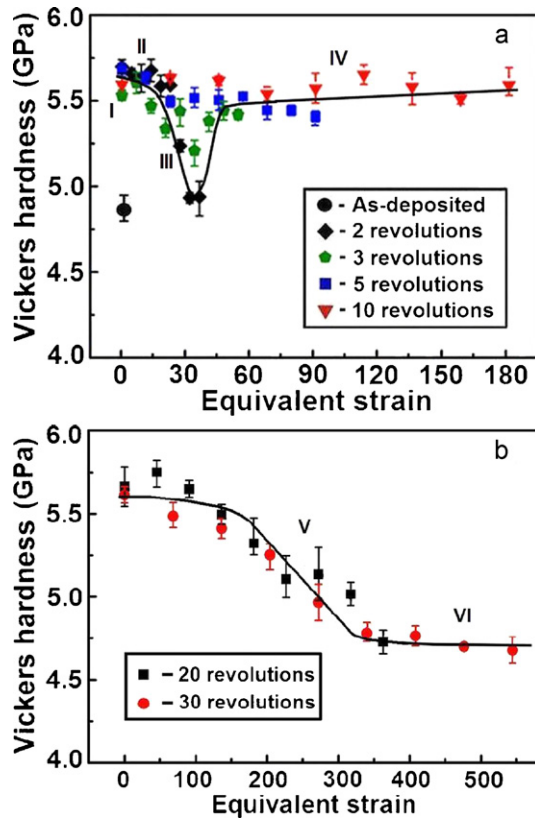 a
Vickers hardness (GPa)
6.0
5.5
5.0
4.5
4.0
I
II
III
IV
- As-deposited
- 2 revolutions
- 3 revolutions
- 5 revolutions
- 10 revolutions
0 30 60 90 120 150 180
Equivalent strain
b
Vickers hardness (GPa)
6.0
5.5
5.0
4.5
4.0
V
VI
– 20 revolutions
– 30 revolutions
0 100 200 300 400 500
Equivalent strain